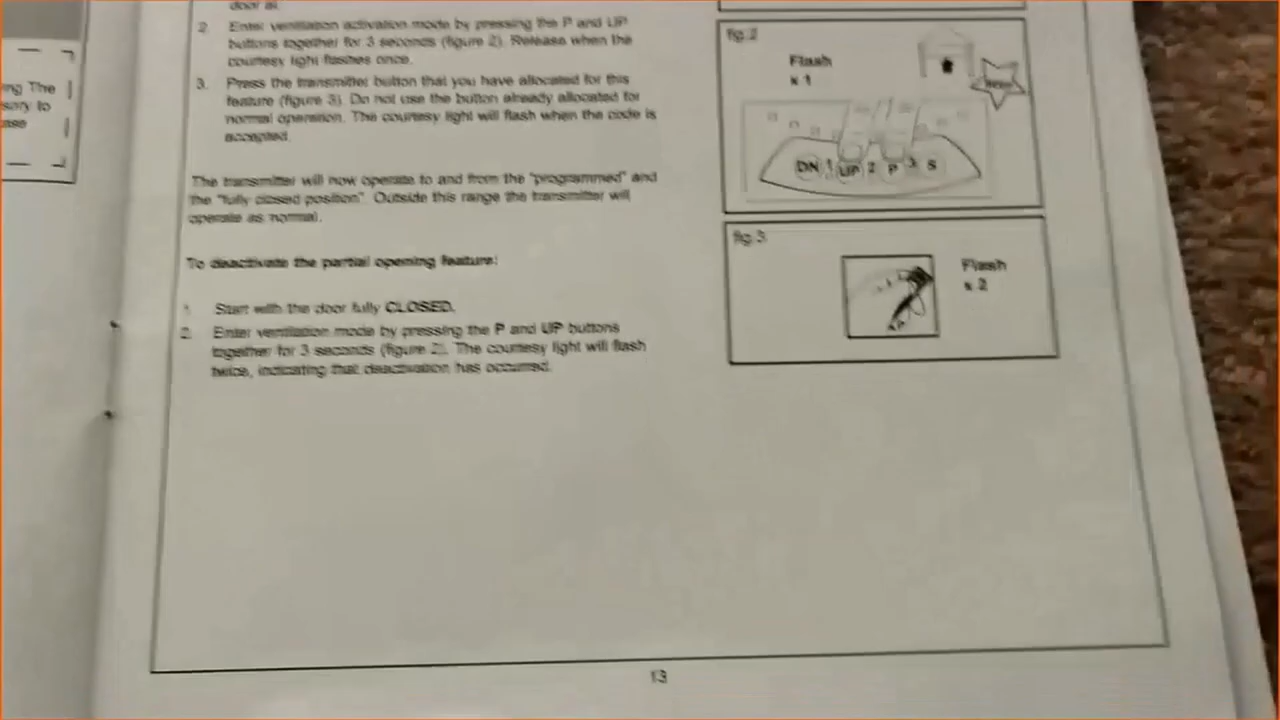 door at.
2. Enter ventilation activation mode by pressing the P and UP
buttons together for 3 seconds (figure 2). Release when the
courtesy light flashes once.
3. Press the transmitter button that you have allocated for this
feature (figure 3). Do not use the button already allocated for
normal operation. The courtesy light will flash when the code is
accepted.
The transmitter will now operate to and from the "programmed" and
the "fully closed position". Outside this range the transmitter will
operate as normal.
To deactivate the partial opening feature:
1. Start with the door fully CLOSED.
2. Enter ventilation mode by pressing the P and UP buttons
together for 3 seconds (figure 2). The courtesy light will flash
twice, indicating that deactivation has occurred.
fig.2
Flash
x 1
DN 1 UP 2 P 3 S
fig.3
Flash
x 2
13
ing The
sary to